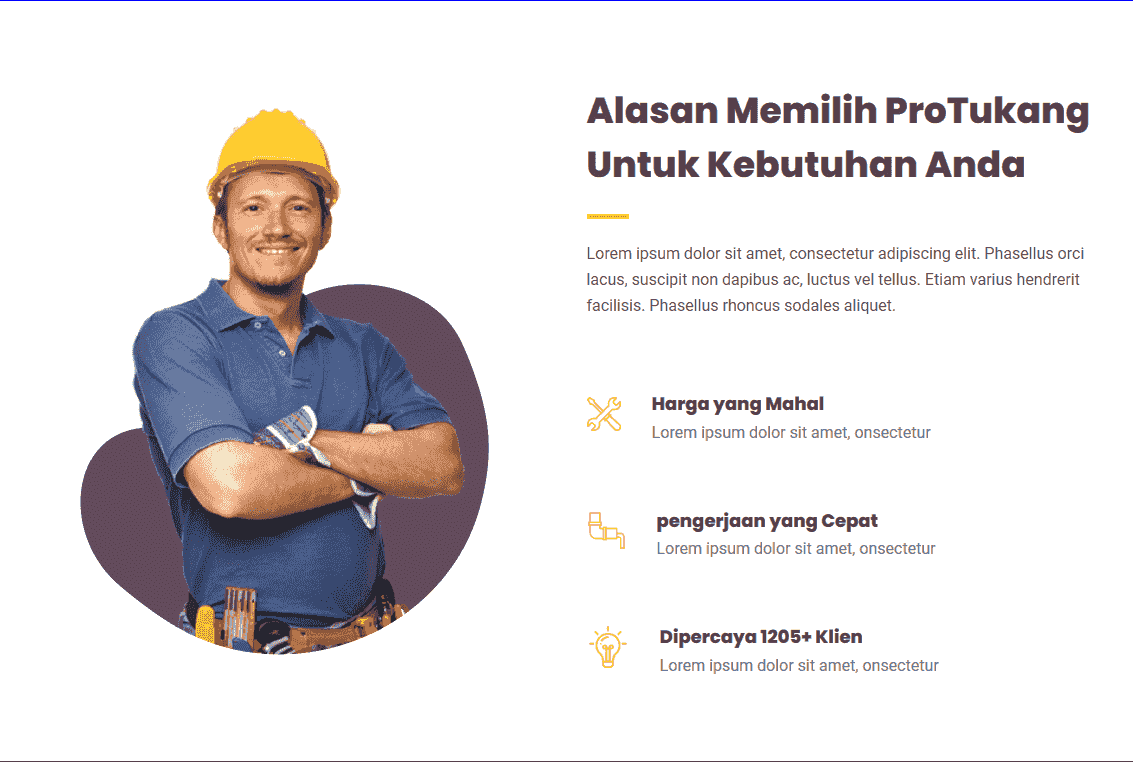 Alasan Memilih ProTukang
Untuk Kebutuhan Anda
Lorem ipsum dolor sit amet, consectetur adipiscing elit. Phasellus orci
lacus, suscipit non dapibus ac, luctus vel tellus. Etiam varius hendrerit
facilisis. Phasellus rhoncus sodales aliquet.
Harga yang Mahal
Lorem ipsum dolor sit amet, onsectetur
pengerjaan yang Cepat
Lorem ipsum dolor sit amet, onsectetur
Dipercaya 1205+ Klien
Lorem ipsum dolor sit amet, onsectetur